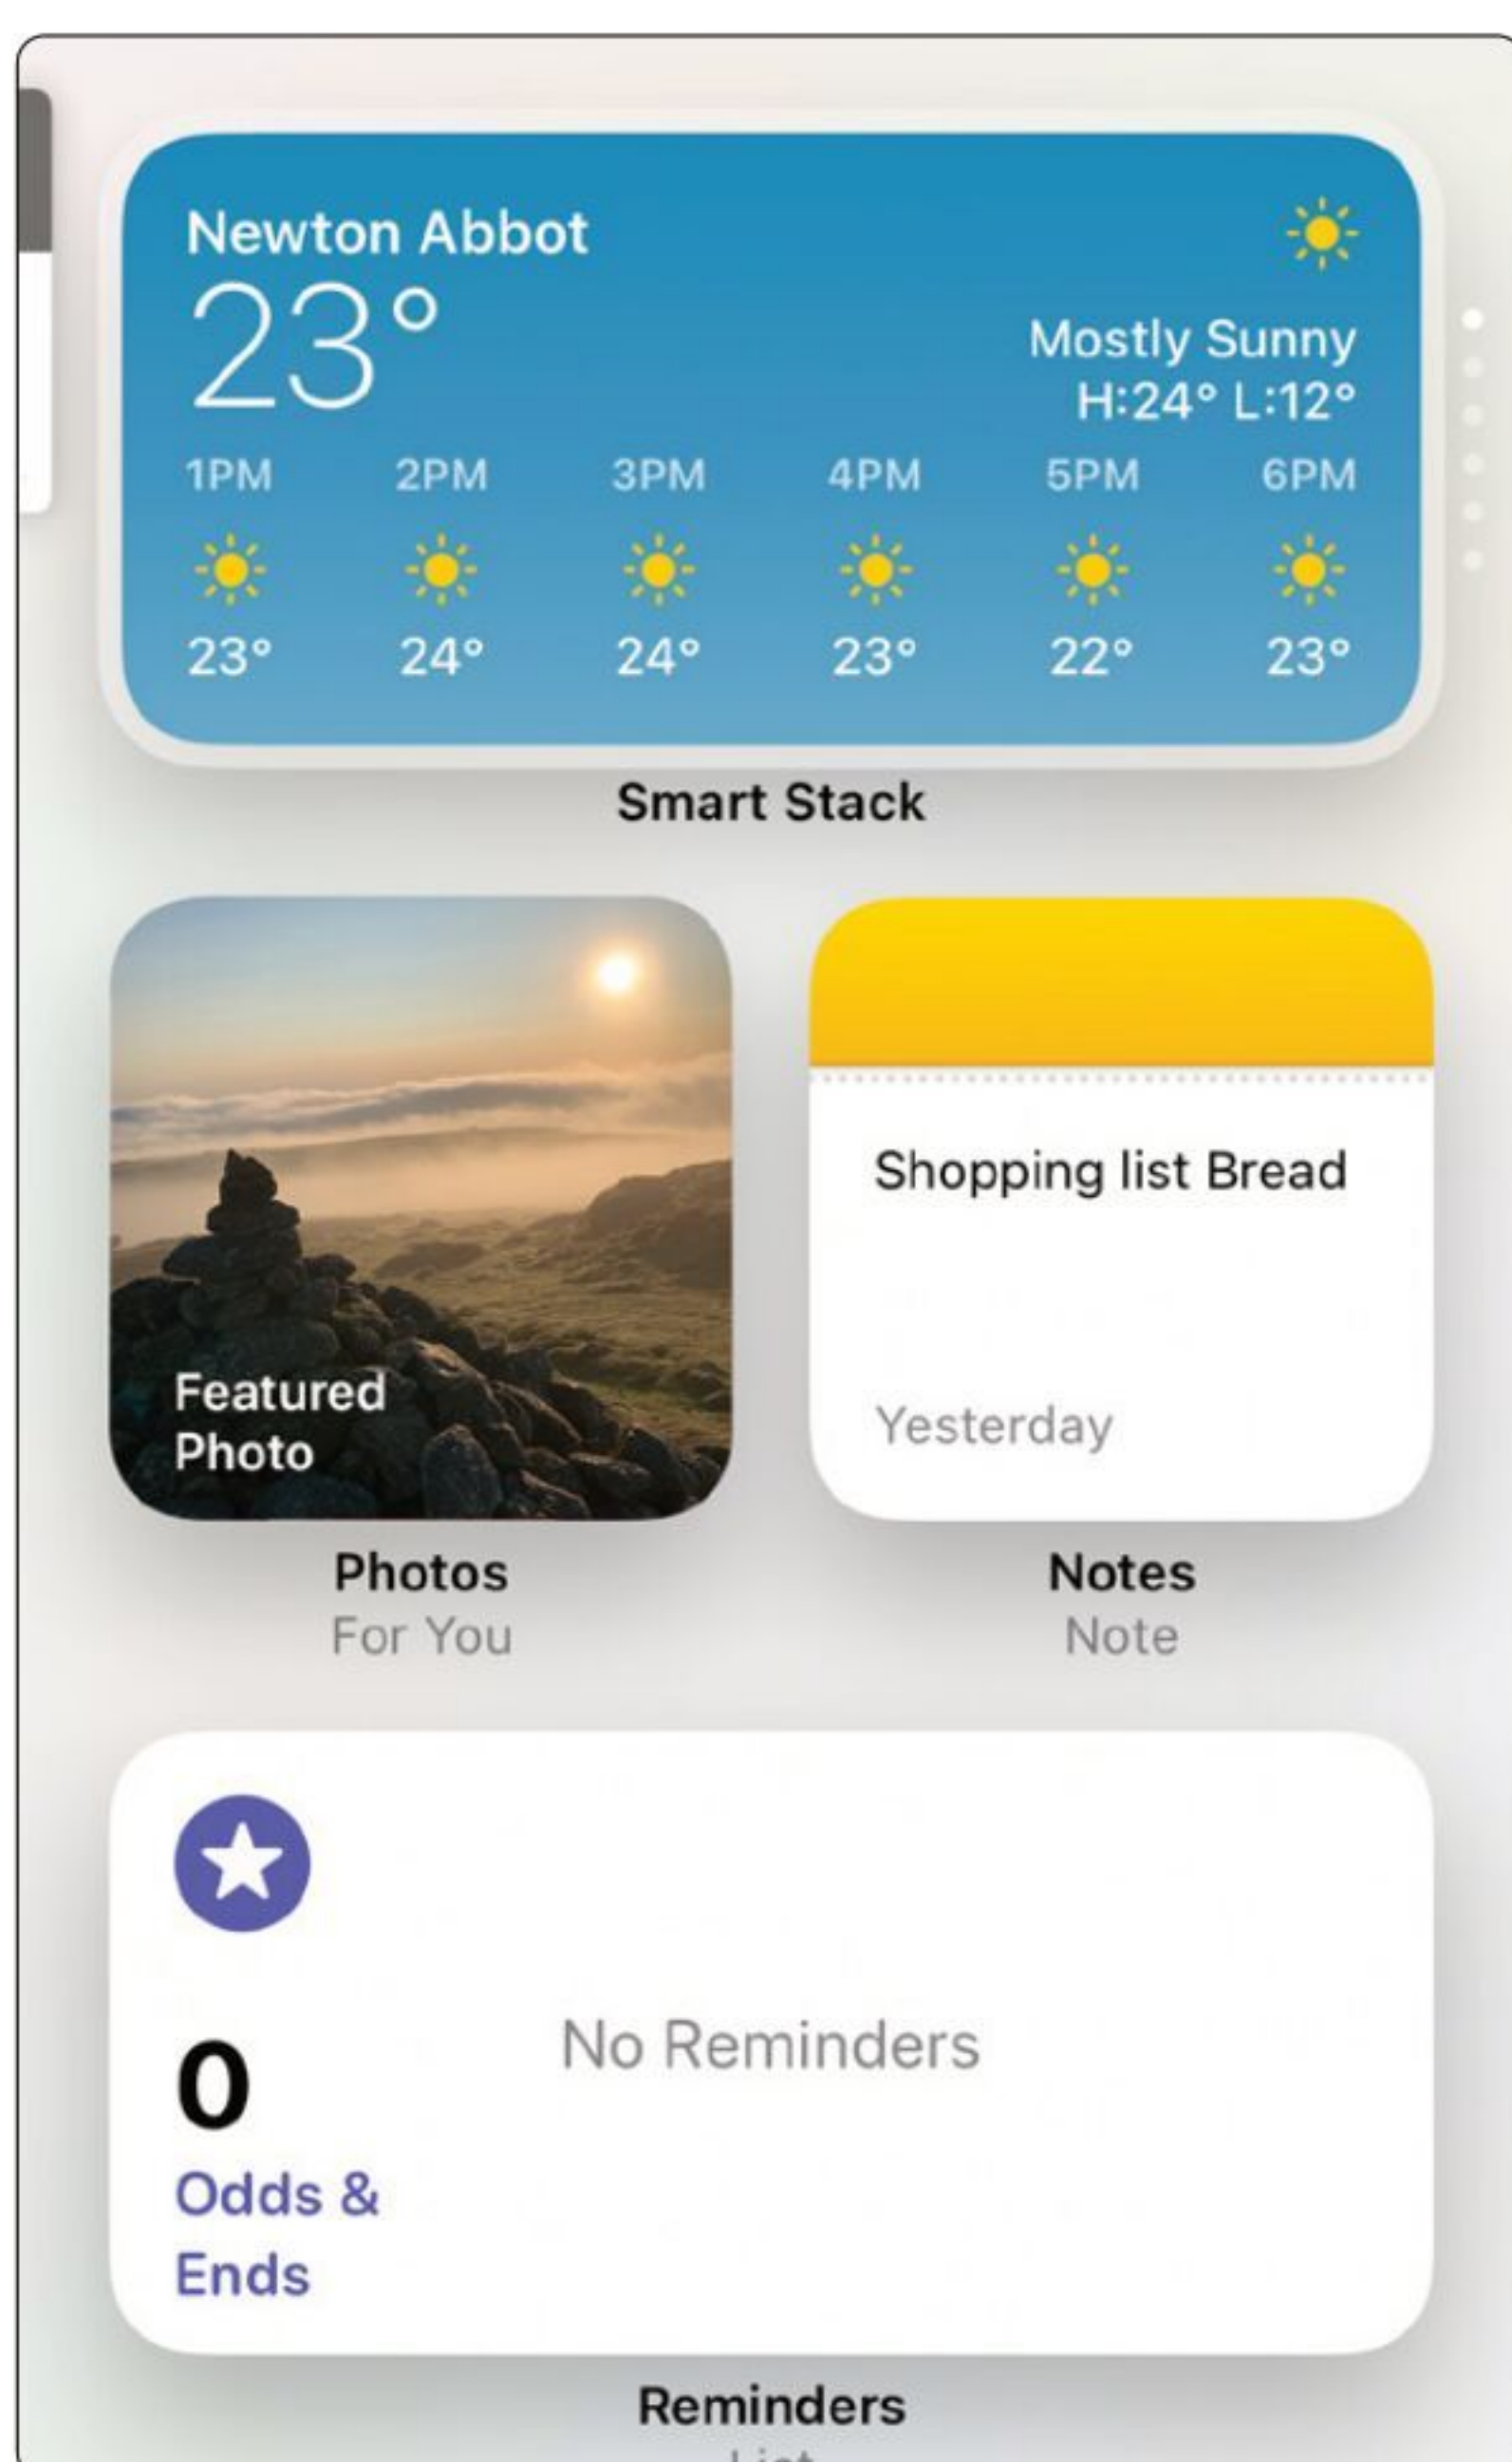 Newton Abbot
23°
Mostly Sunny
H:24° L:12°
1PM 2PM 3PM 4PM 5PM 6PM
23° 24° 24° 23° 22° 23°
Smart Stack
Featured
Photo
Photos
For You
Shopping list Bread
Yesterday
Notes
Note
0
No Reminders
Odds &
Ends
Reminders